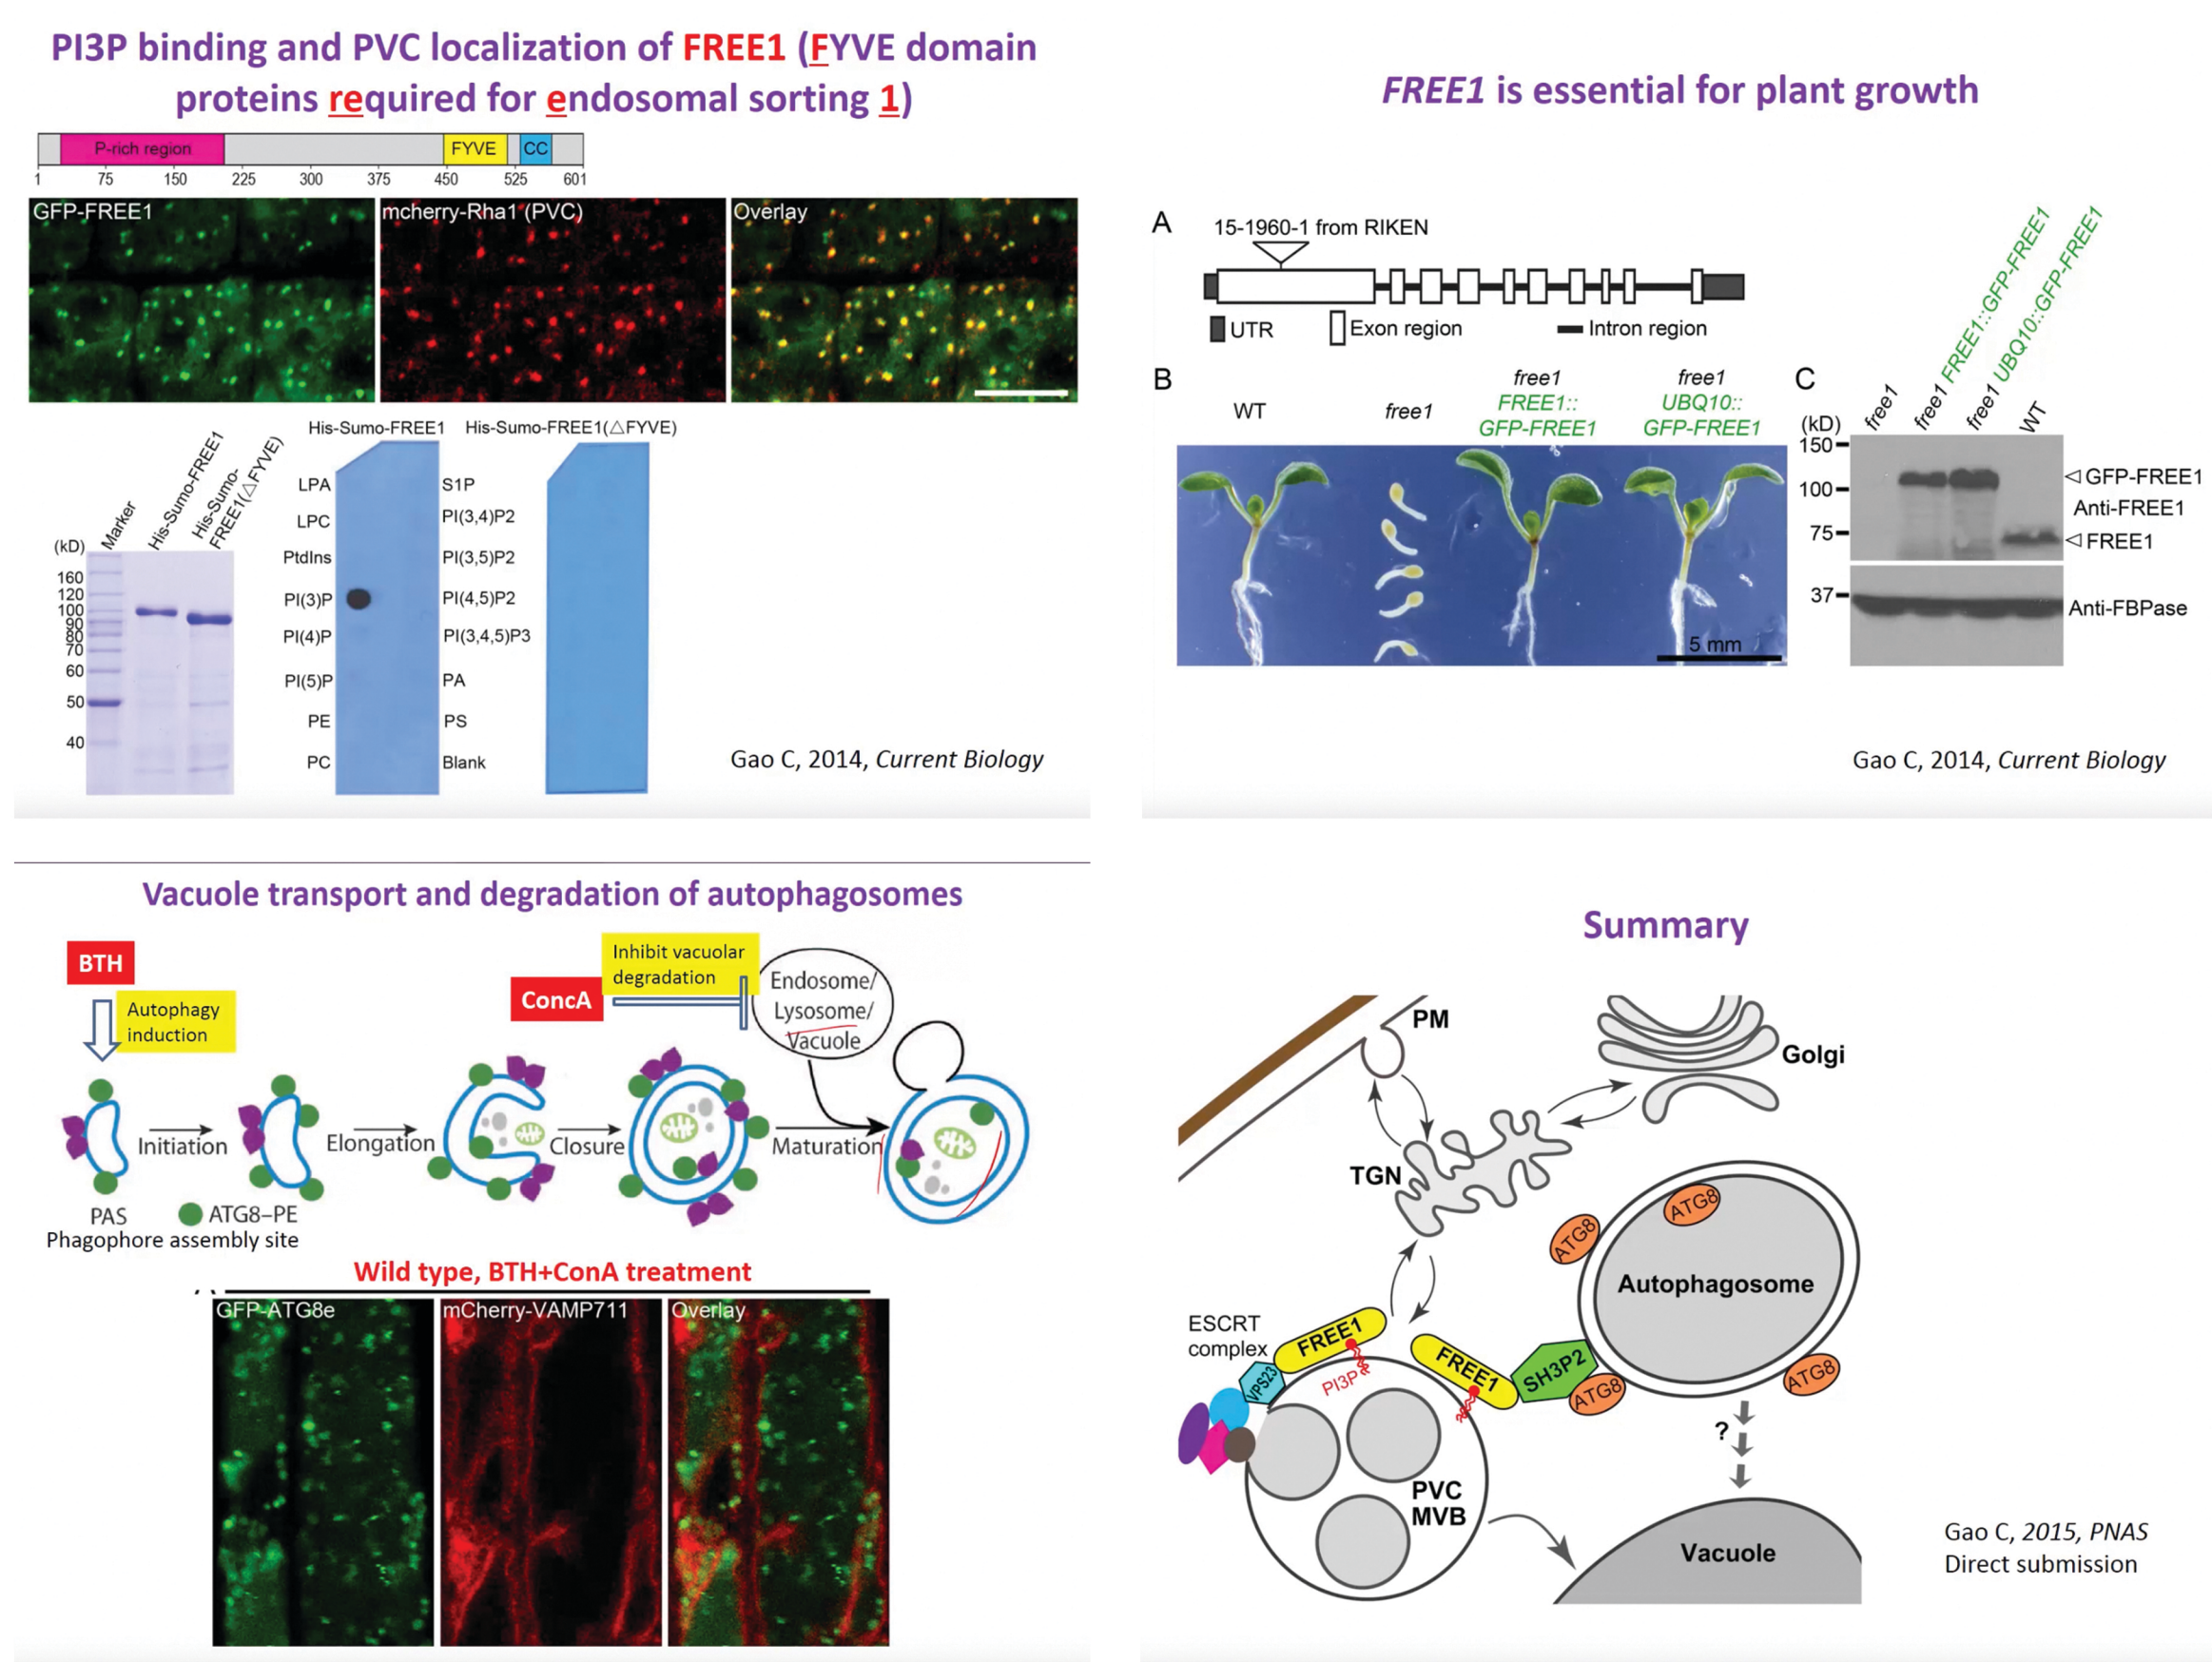 PI3P binding and PVC localization of FREE1 (FYVE domain
proteins required for endosomal sorting 1)
P-rich region
FYVE
CC
1 75 150 225 300 375 450 525 601
GFP-FREE1
mcherry-Rha1 (PVC)
Overlay
(kD)
Marker
His-Sumo-FREE1
His-Sumo-
FREE1(△FYVE)
160
120
100
90
80
70
60
50
40
His-Sumo-FREE1
His-Sumo-FREE1(△FYVE)
LPA S1P
LPC PI(3,4)P2
PtdIns PI(3,5)P2
PI(3)P PI(4,5)P2
PI(4)P PI(3,4,5)P3
PI(5)P PA
PE PS
PC Blank
Gao C, 2014, Current Biology
FREE1 is essential for plant growth
A
15-1960-1 from RIKEN
UTR
Exon region
Intron region
B
WT
free1
free1
FREE1::
GFP-FREE1
free1
UBQ10::
GFP-FREE1
5 mm
C
(kD)
free1
free1 FREE1::GFP-FREE1
free1 UBQ10::GFP-FREE1
WT
150
100
75
37
GFP-FREE1
Anti-FREE1
FREE1
Anti-FBPase
Gao C, 2014, Current Biology
Vacuole transport and degradation of autophagosomes
BTH
Autophagy
induction
ConcA
Inhibit vacuolar
degradation
Endosome/
Lysosome/
Vacuole
Initiation
Elongation
Closure
Maturation
PAS
ATG8–PE
Phagophore assembly site
Wild type, BTH+ConA treatment
GFP-ATG8e
mCherry-VAMP711
Overlay
Summary
PM
Golgi
TGN
ATG8
ATG8
Autophagosome
ESCRT
complex
FREE1
VPS23
PI3P
FREE1
SH3P2
ATG8
ATG8
?
PVC
MVB
Vacuole
Gao C, 2015, PNAS
Direct submission